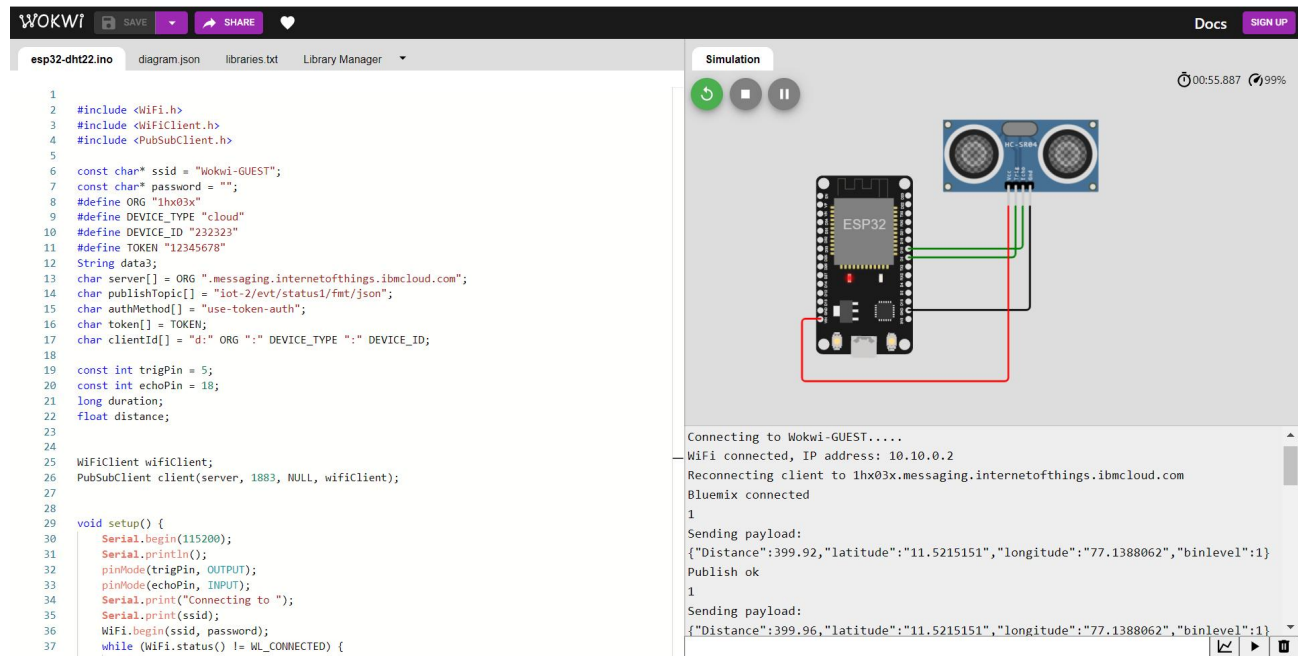 WOKWI SAVE SHARE Docs SIGN UP
esp32-dht22.ino diagram.json libraries.txt Library Manager
1
2 #include <WiFi.h>
3 #include <WiFiClient.h>
4 #include <PubSubClient.h>
5
6 const char* ssid = "Wokwi-GUEST";
7 const char* password = "";
8 #define ORG "1hx03x"
9 #define DEVICE_TYPE "cloud"
10 #define DEVICE_ID "232323"
11 #define TOKEN "12345678"
12 String data3;
13 char server[] = ORG ".messaging.internetofthings.ibmcloud.com";
14 char publishTopic[] = "iot-2/evt/status1/fmt/json";
15 char authMethod[] = "use-token-auth";
16 char token[] = TOKEN;
17 char clientId[] = "d:" ORG ":" DEVICE_TYPE ":" DEVICE_ID;
18
19 const int trigPin = 5;
20 const int echoPin = 18;
21 long duration;
22 float distance;
23
24
25 WiFiClient wifiClient;
26 PubSubClient client(server, 1883, NULL, wifiClient);
27
28
29 void setup() {
30 Serial.begin(115200);
31 Serial.println();
32 pinMode(trigPin, OUTPUT);
33 pinMode(echoPin, INPUT);
34 Serial.print("Connecting to ");
35 Serial.print(ssid);
36 WiFi.begin(ssid, password);
37 while (WiFi.status() != WL_CONNECTED) {
Simulation
00:55.887 99%
HC-SR04
Vcc
Trig
Echo
Gnd
ESP32
Connecting to Wokwi-GUEST.....
WiFi connected, IP address: 10.10.0.2
Reconnecting client to 1hx03x.messaging.internetofthings.ibmcloud.com
Bluemix connected
1
Sending payload:
{"Distance":399.92,"latitude":"11.5215151","longitude":"77.1388062","binlevel":1}
Publish ok
1
Sending payload:
{"Distance":399.96,"latitude":"11.5215151","longitude":"77.1388062","binlevel":1}